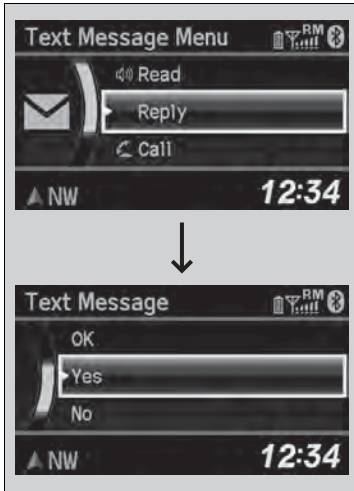 Text Message Menu RM
Read
Reply
Call
NW 12:34
Text Message RM
OK
Yes
No
NW 12:34